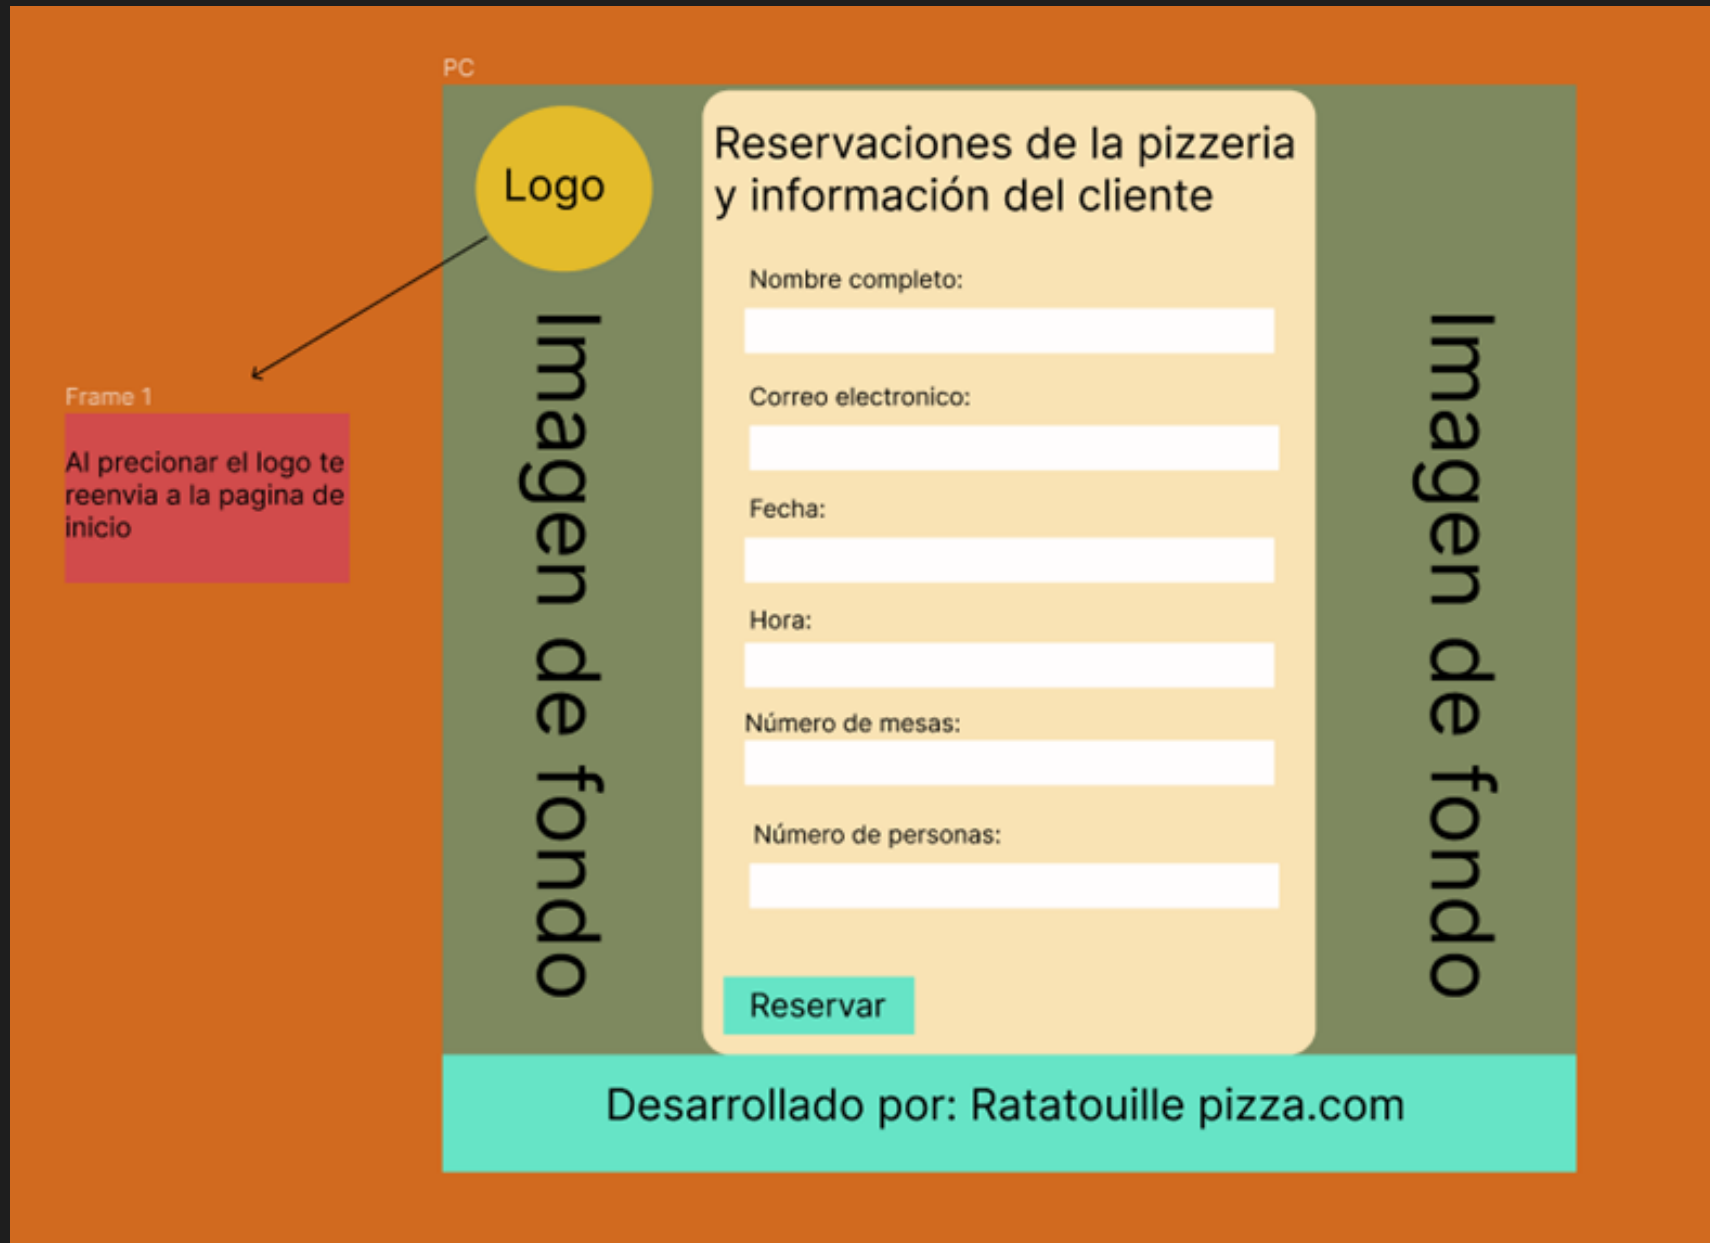 PC
Logo
Reservaciones de la pizzeria
y información del cliente
Nombre completo:
Correo electronico:
Fecha:
Hora:
Número de mesas:
Número de personas:
Reservar
Imagen de fondo
Imagen de fondo
Frame 1
Al precionar el logo te
reenvia a la pagina de
inicio
Desarrollado por: Ratatouille pizza.com